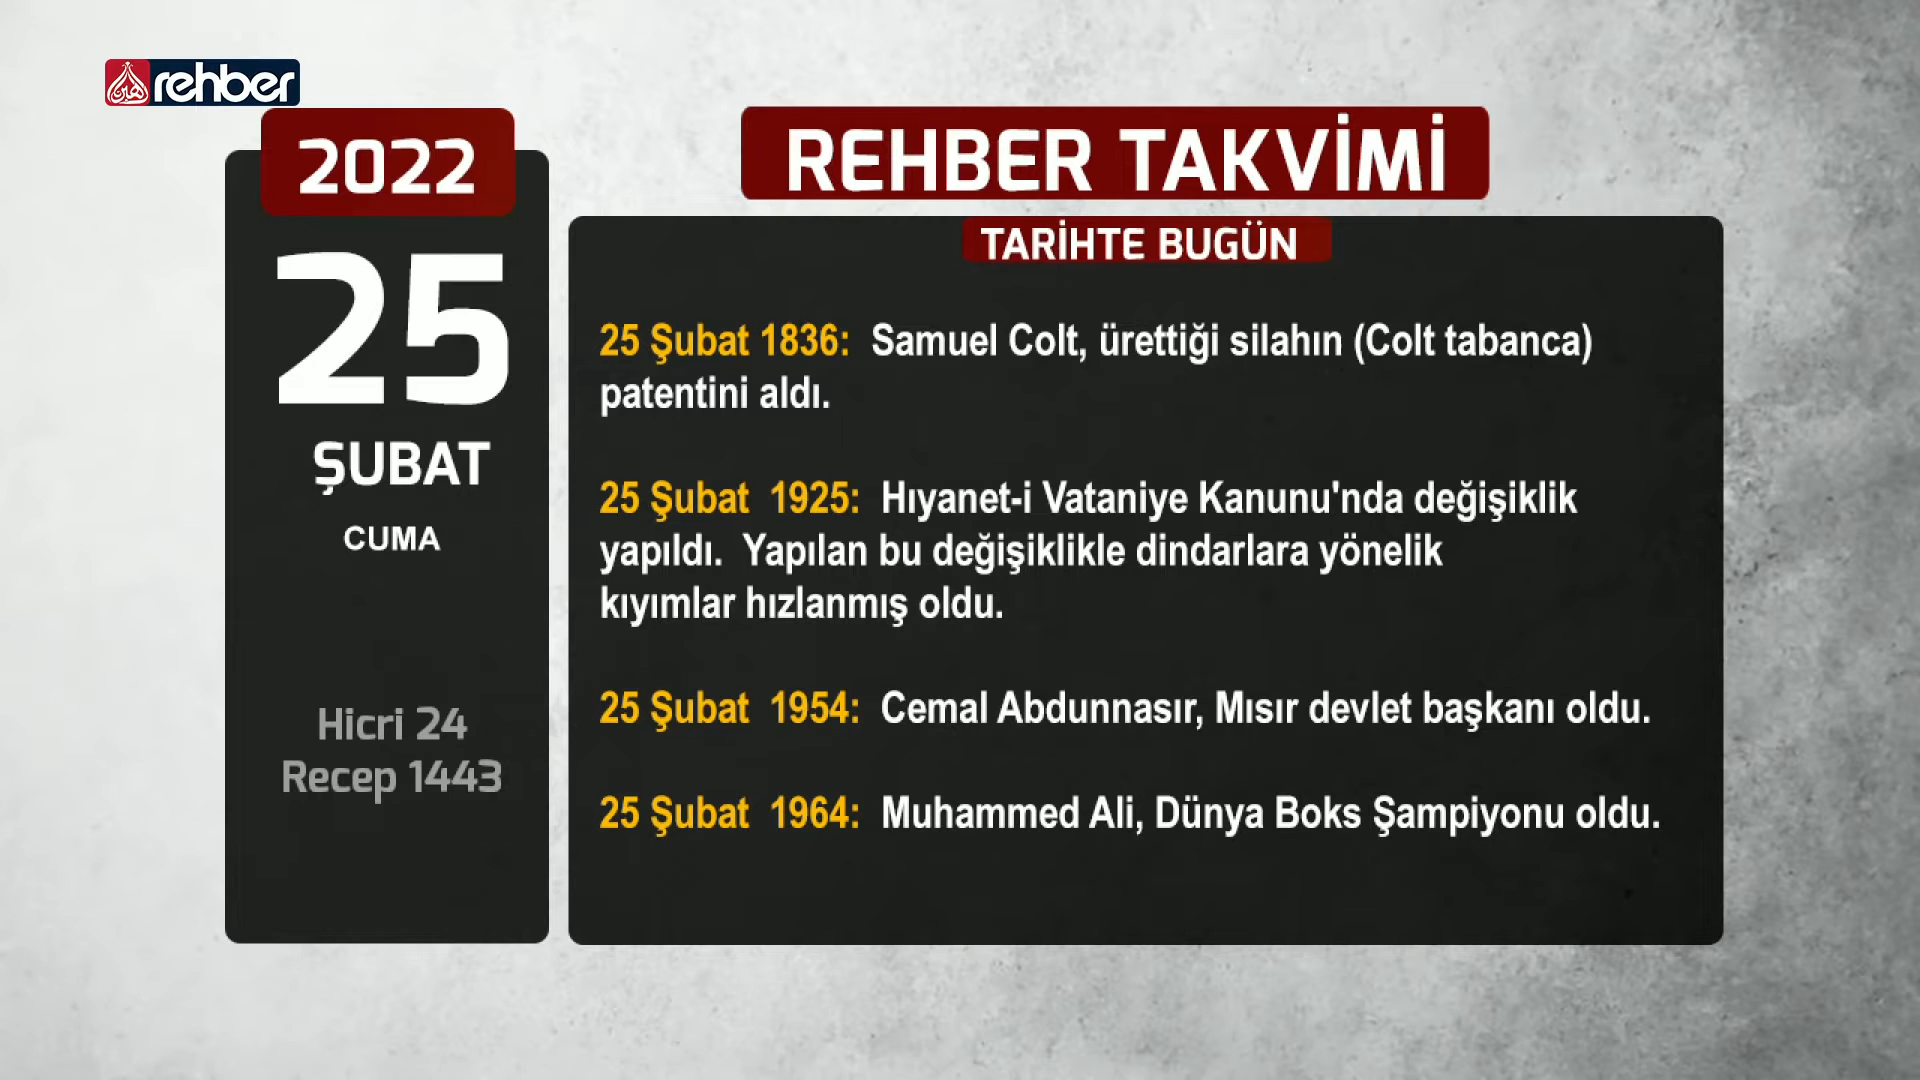 rehber
2022
25
ŞUBAT
CUMA
Hicri 24
Recep 1443
REHBER TAKVİMİ
TARİHTE BUGÜN
25 Şubat 1836: Samuel Colt, ürettiği silahın (Colt tabanca)
patentini aldı.
25 Şubat 1925: Hıyanet-i Vataniye Kanunu'nda değişiklik
yapıldı. Yapılan bu değişiklikle dindarlara yönelik
kıyımlar hızlanmış oldu.
25 Şubat 1954: Cemal Abdunnasır, Mısır devlet başkanı oldu.
25 Şubat 1964: Muhammed Ali, Dünya Boks Şampiyonu oldu.